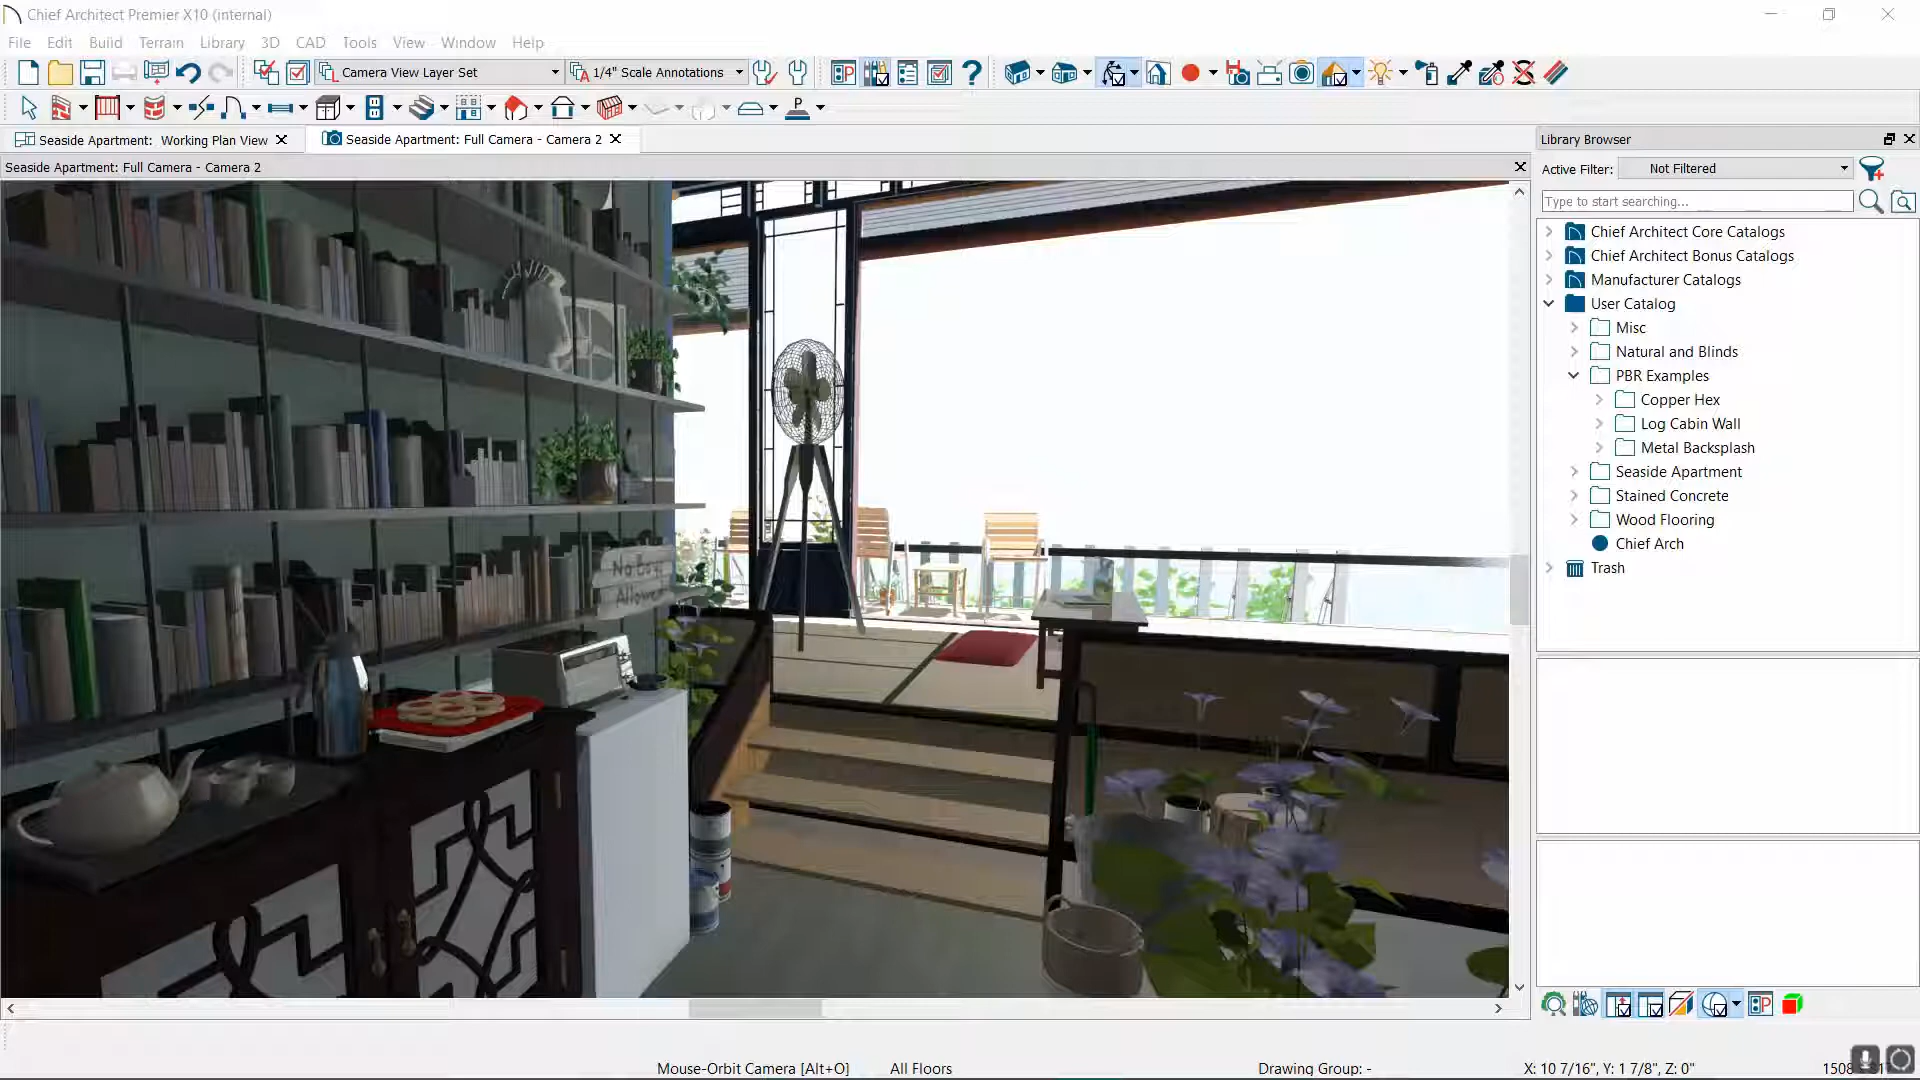 Chief Architect Premier X10 (internal)
File Edit Build Terrain Library 3D CAD Tools View Window Help
Camera View Layer Set 1/4" Scale Annotations
P
Seaside Apartment: Working Plan View Seaside Apartment: Full Camera - Camera 2
Seaside Apartment: Full Camera - Camera 2
Library Browser
Active Filter: Not Filtered
Type to start searching...
Chief Architect Core Catalogs
Chief Architect Bonus Catalogs
Manufacturer Catalogs
User Catalog
Misc
Natural and Blinds
PBR Examples
Copper Hex
Log Cabin Wall
Metal Backsplash
Seaside Apartment
Stained Concrete
Wood Flooring
Chief Arch
Trash
No Boys
Allowed
Mouse-Orbit Camera [Alt+O] All Floors Drawing Group: - X: 10 7/16", Y: 1 7/8", Z: 0" 1508